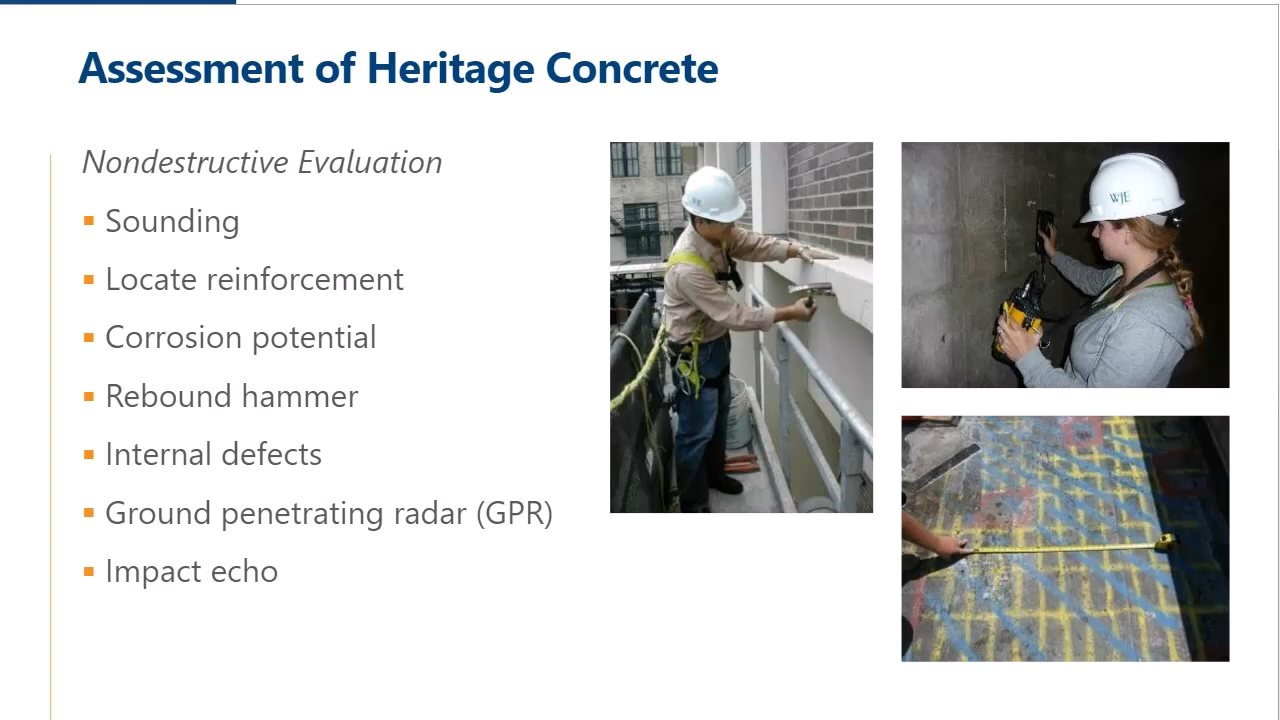 Assessment of Heritage Concrete
Nondestructive Evaluation
Sounding
Locate reinforcement
Corrosion potential
Rebound hammer
Internal defects
Ground penetrating radar (GPR)
Impact echo
WJE